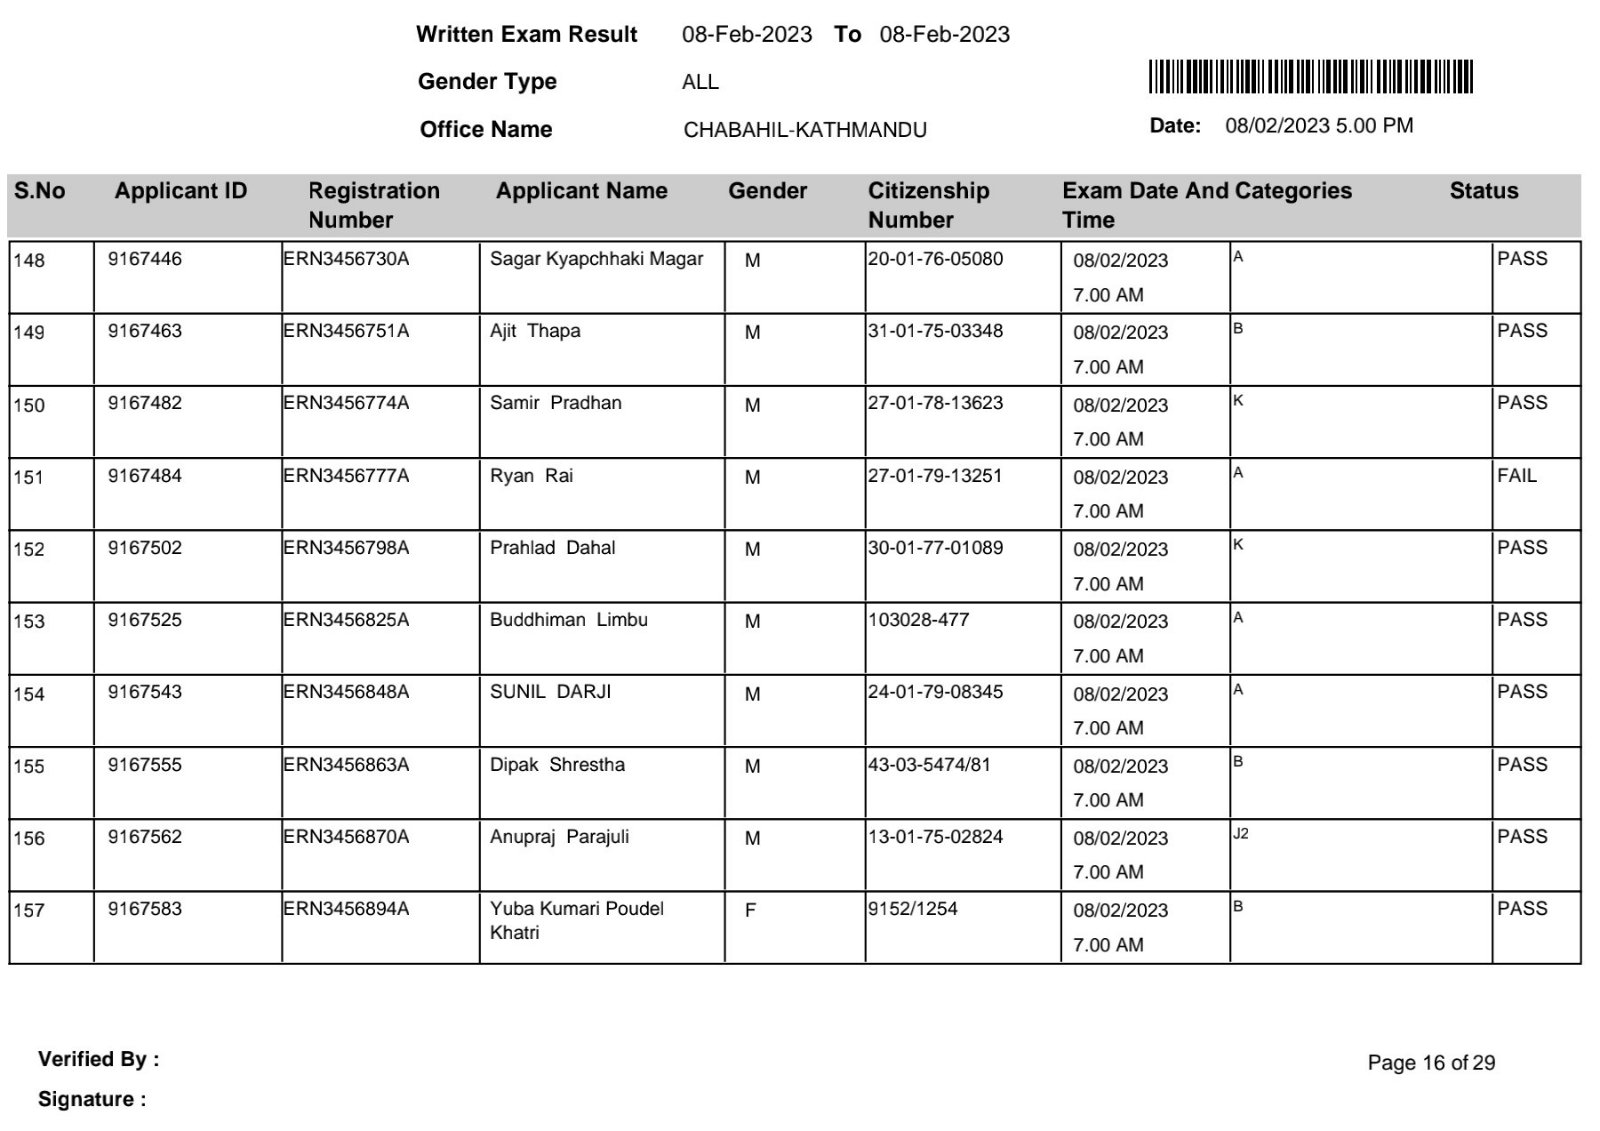 Written Exam Result 08-Feb-2023 To 08-Feb-2023
Gender Type ALL
Office Name CHABAHIL-KATHMANDU
Date: 08/02/2023 5.00 PM
S.No Applicant ID Registration Number Applicant Name Gender Citizenship Number Exam Date And Time Categories Status
148 9167446 ERN3456730A Sagar Kyapchhaki Magar M 20-01-76-05080 08/02/2023 A PASS
7.00 AM
149 9167463 ERN3456751A Ajit Thapa M 31-01-75-03348 08/02/2023 B PASS
7.00 AM
150 9167482 ERN3456774A Samir Pradhan M 27-01-78-13623 08/02/2023 K PASS
7.00 AM
151 9167484 ERN3456777A Ryan Rai M 27-01-79-13251 08/02/2023 A FAIL
7.00 AM
152 9167502 ERN3456798A Prahlad Dahal M 30-01-77-01089 08/02/2023 K PASS
7.00 AM
153 9167525 ERN3456825A Buddhiman Limbu M 103028-477 08/02/2023 A PASS
7.00 AM
154 9167543 ERN3456848A SUNIL DARJI M 24-01-79-08345 08/02/2023 A PASS
7.00 AM
155 9167555 ERN3456863A Dipak Shrestha M 43-03-5474/81 08/02/2023 B PASS
7.00 AM
156 9167562 ERN3456870A Anupraj Parajuli M 13-01-75-02824 08/02/2023 J2 PASS
7.00 AM
157 9167583 ERN3456894A Yuba Kumari Poudel F 9152/1254 08/02/2023 B PASS
Khatri 7.00 AM
Verified By :
Page 16 of 29
Signature :